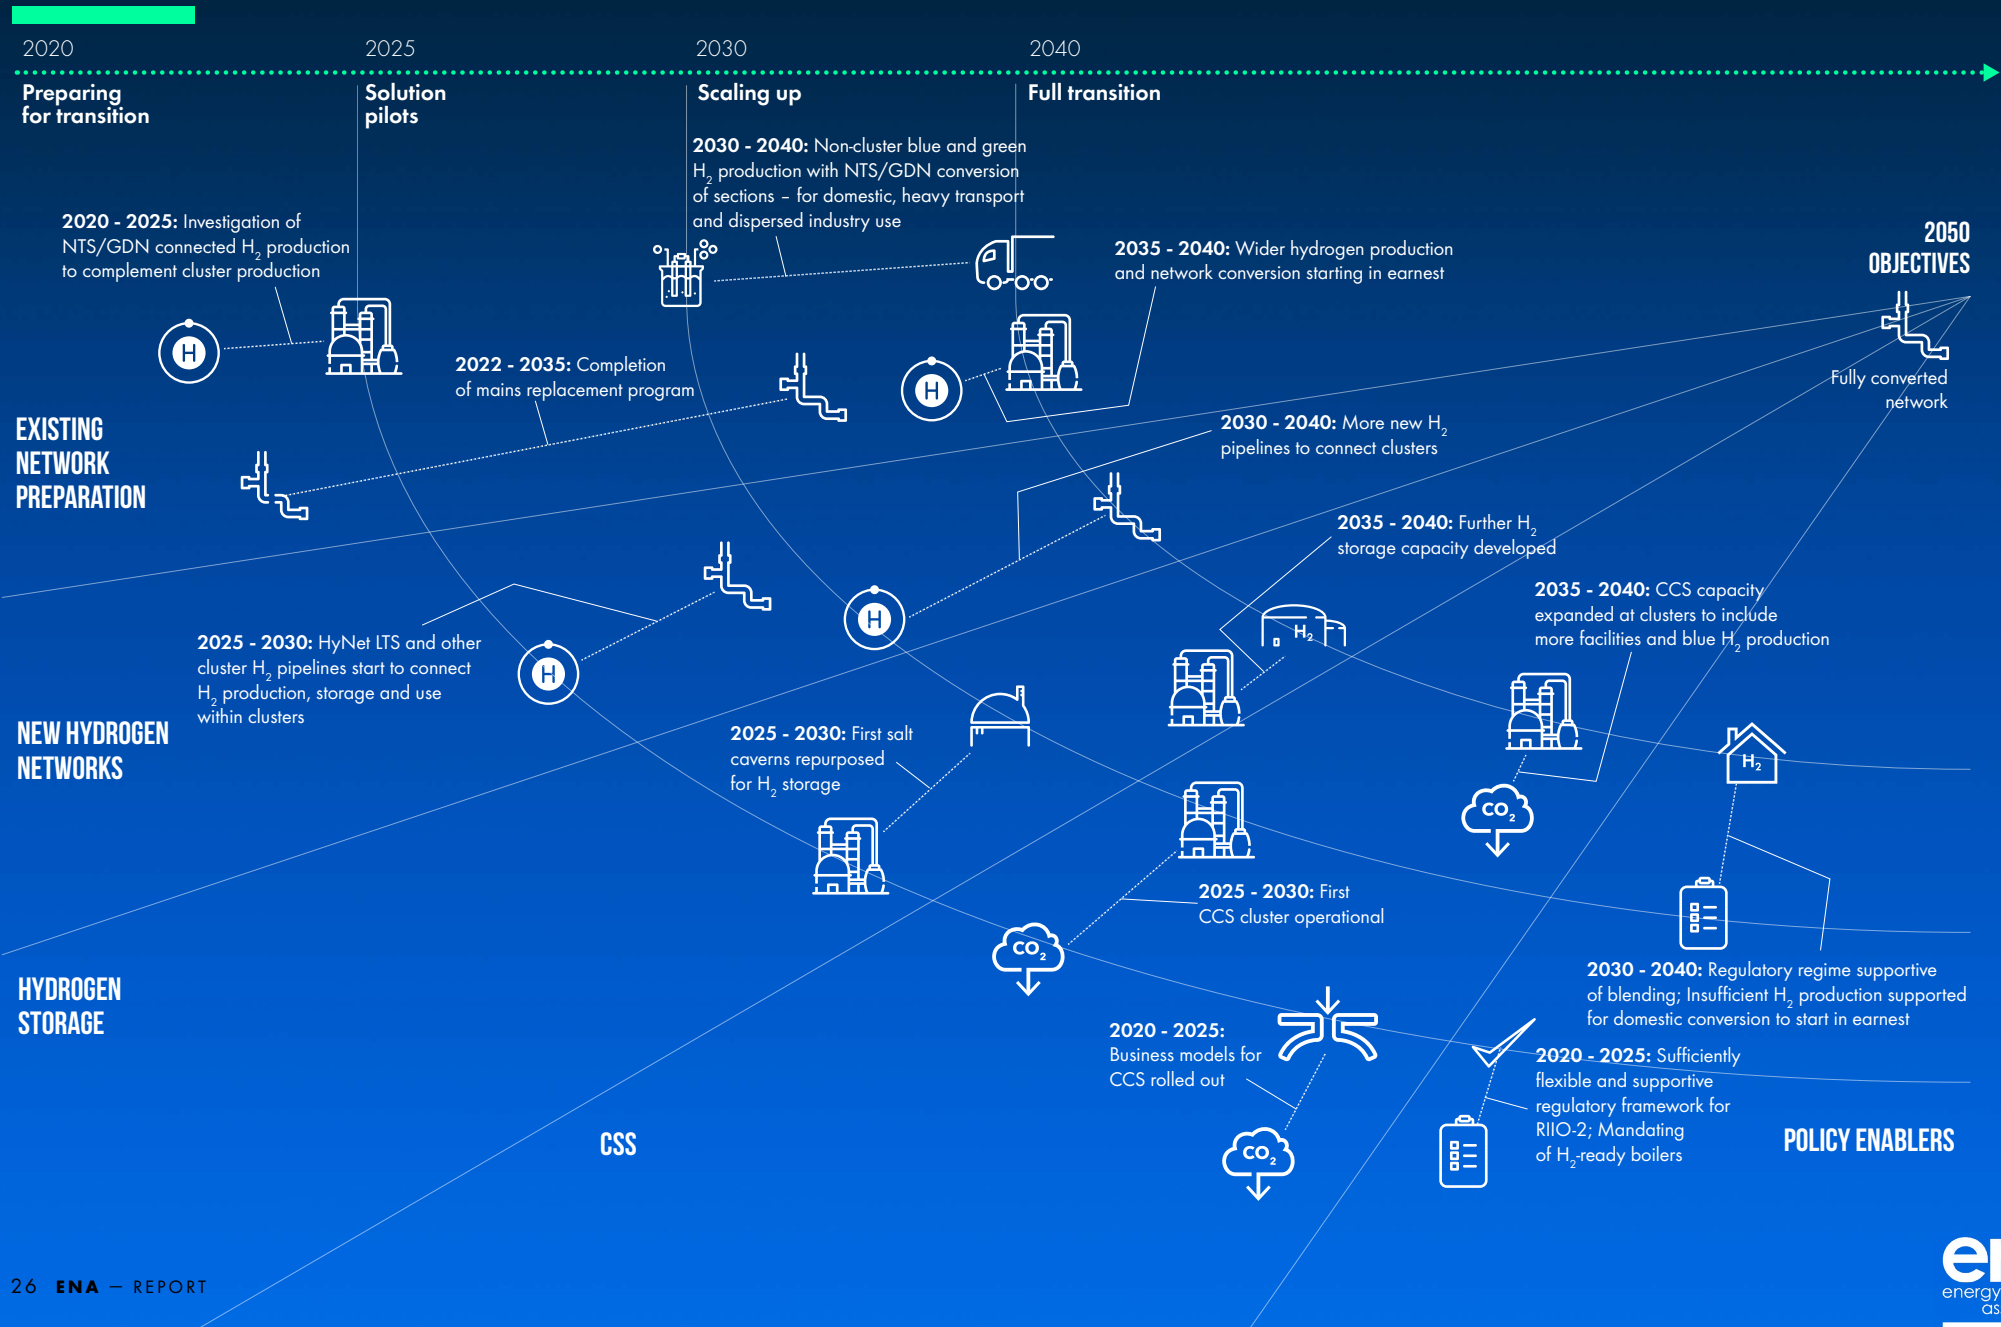 2020
2025
2030
2040
Preparing
for transition
Solution
pilots
Scaling up
Full transition
2030 - 2040: Non-cluster blue and green
H2 production with NTS/GDN conversion
of sections – for domestic, heavy transport
and dispersed industry use
2020 - 2025: Investigation of
NTS/GDN connected H2 production
to complement cluster production
2035 - 2040: Wider hydrogen production
and network conversion starting in earnest
2050
OBJECTIVES
H
2022 - 2035: Completion
of mains replacement program
H
Fully converted
network
EXISTING
NETWORK
PREPARATION
2030 - 2040: More new H2
pipelines to connect clusters
2035 - 2040: Further H2
storage capacity developed
2035 - 2040: CCS capacity
expanded at clusters to include
more facilities and blue H2 production
H
H2
2025 - 2030: HyNet LTS and other
cluster H2 pipelines start to connect
H2 production, storage and use
within clusters
H
NEW HYDROGEN
NETWORKS
2025 - 2030: First salt
caverns repurposed
for H2 storage
H2
CO2
2025 - 2030: First
CCS cluster operational
CO2
HYDROGEN
STORAGE
2030 - 2040: Regulatory regime supportive
of blending; Insufficient H2 production supported
for domestic conversion to start in earnest
2020 - 2025:
Business models for
CCS rolled out
2020 - 2025: Sufficiently
flexible and supportive
regulatory framework for
RIIO-2; Mandating
of H2-ready boilers
CO2
CSS
POLICY ENABLERS
26 ENA — REPORT
energy